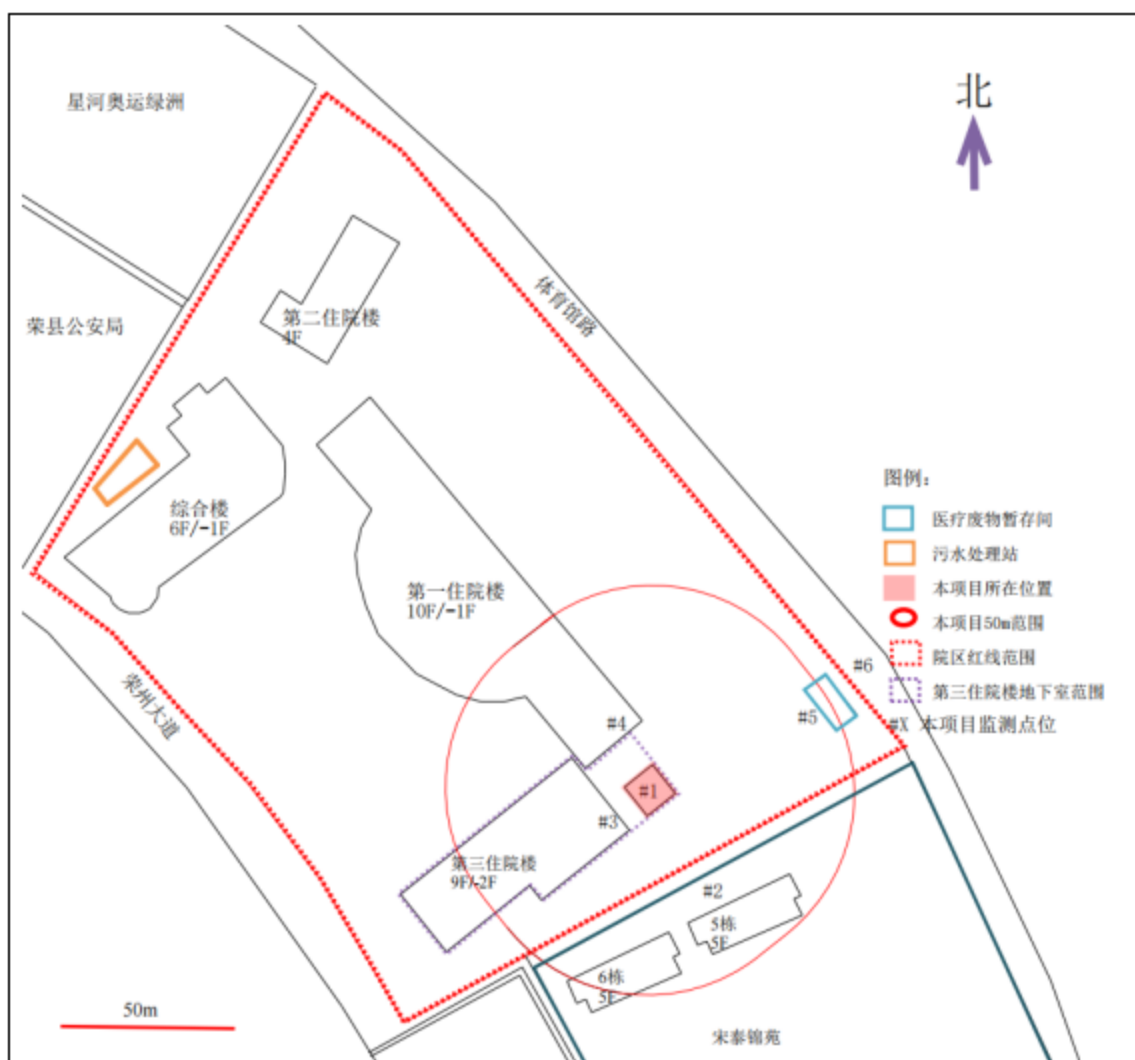 星河奥运绿洲
北
体育馆路
荣县公安局
第二住院楼
4F
综合楼
6F/-1F
第一住院楼
10F/-1F
荣州大道
图例：
医疗废物暂存间
污水处理站
本项目所在位置
本项目50m范围
院区红线范围
第三住院楼地下室范围
#X 本项目监测点位
#6
#5
#4
#1
#3
第三住院楼
9F/-2F
#2
5栋
5F
6栋
5F
50m
宋泰锦苑